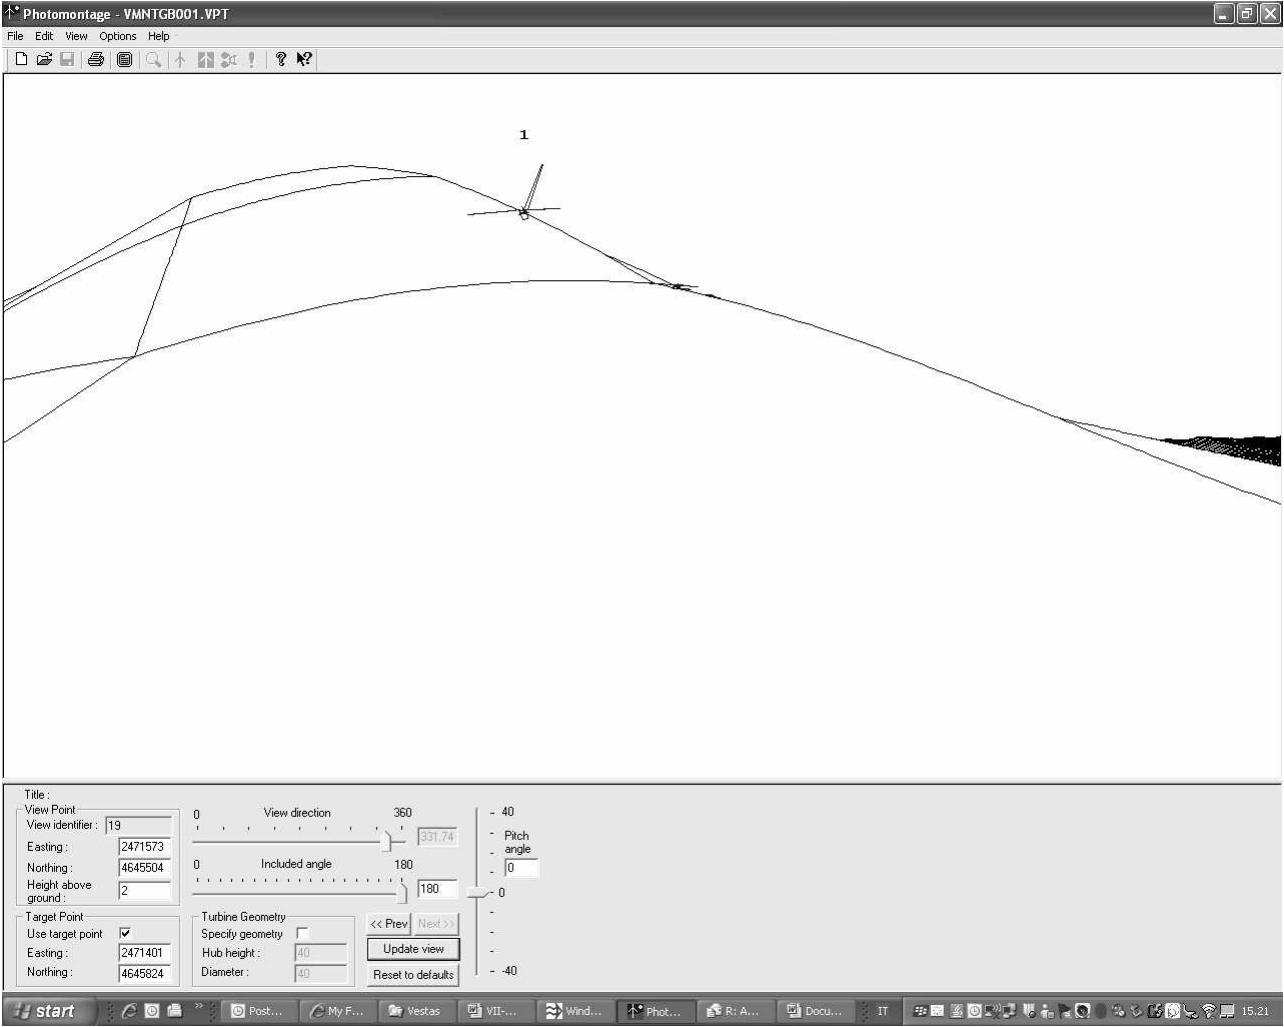 Photomontage - VMNTGB001.VPT
File Edit View Options Help
1
Title :
View Point
View identifier : 19
Easting : 2471573
Northing : 4645504
Height above ground : 2
Target Point
Use target point
Easting : 2471401
Northing : 4645824
0 View direction 360
331.74
0 Included angle 180
180
Turbine Geometry
Specify geometry
Hub height : 40
Diameter : 40
<< Prev Next >>
Update view
Reset to defaults
- 40
Pitch angle
0
- 0
- -40
start Post... My F... Vestas VII-... Wind... Phot... R: A... Docu... IT 15.21